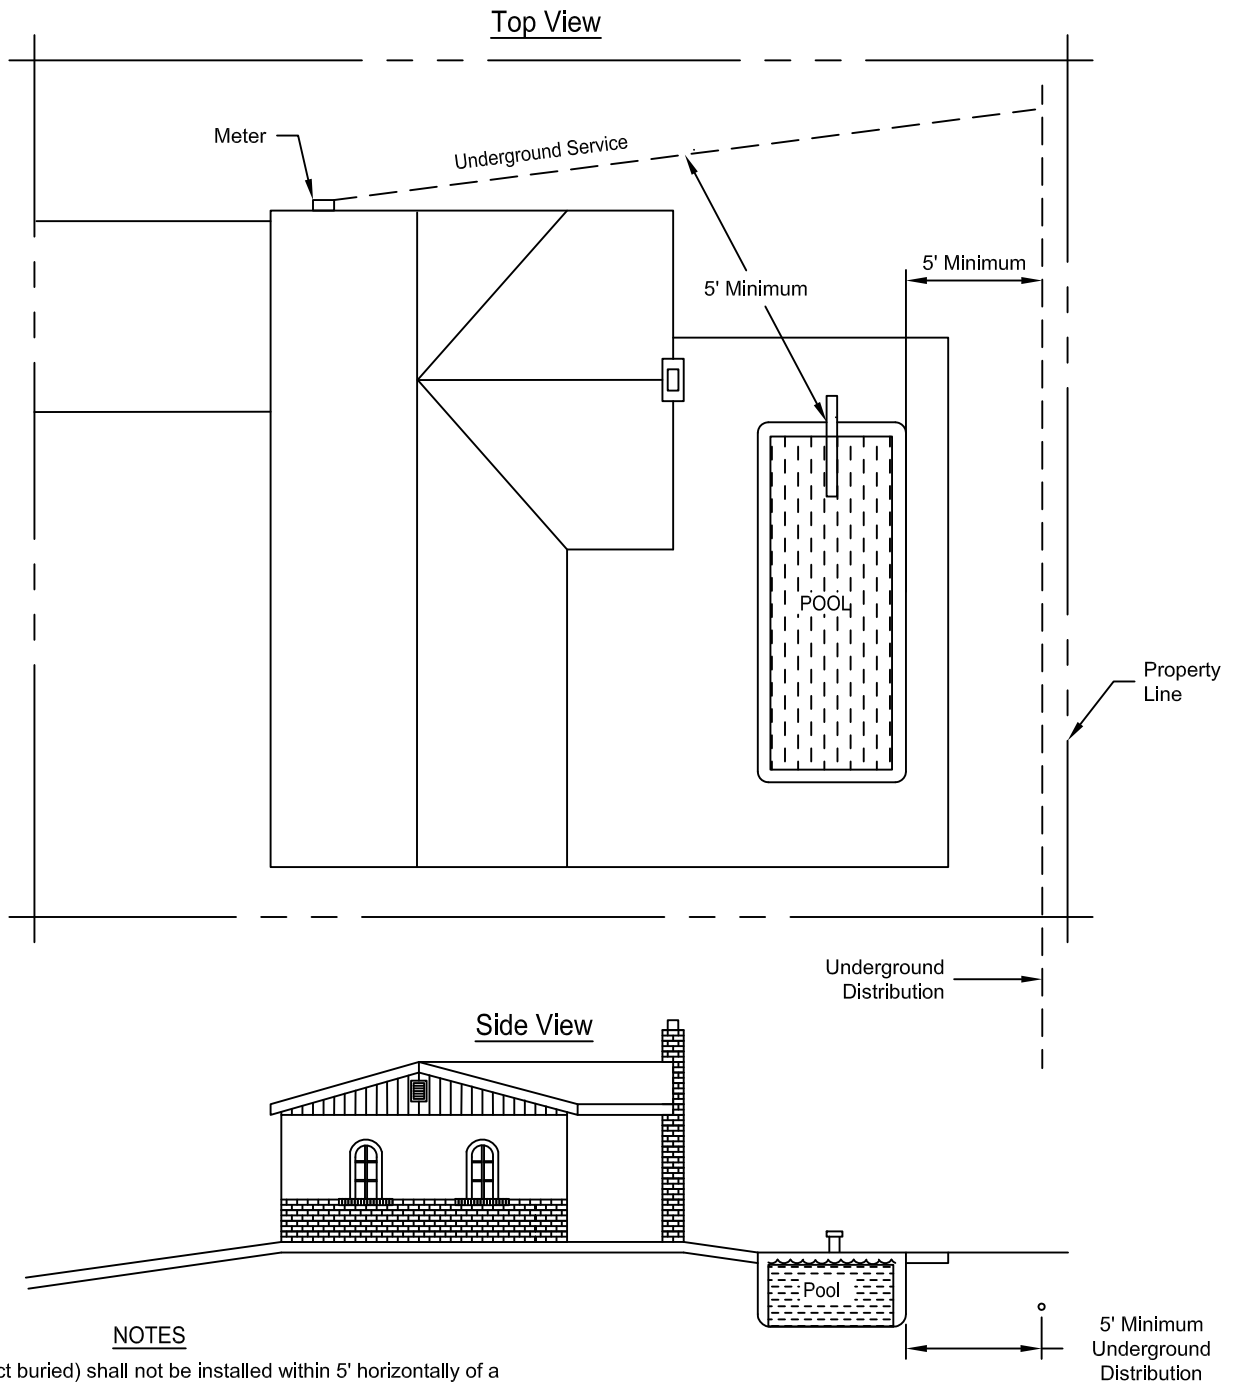 Top View
Meter
Underground Service
5' Minimum
5' Minimum
POOL
Property
Line
Underground
Distribution
Side View
Pool
5' Minimum
Underground
Distribution
NOTES
buried) shall not be installed within 5' horizontally of a